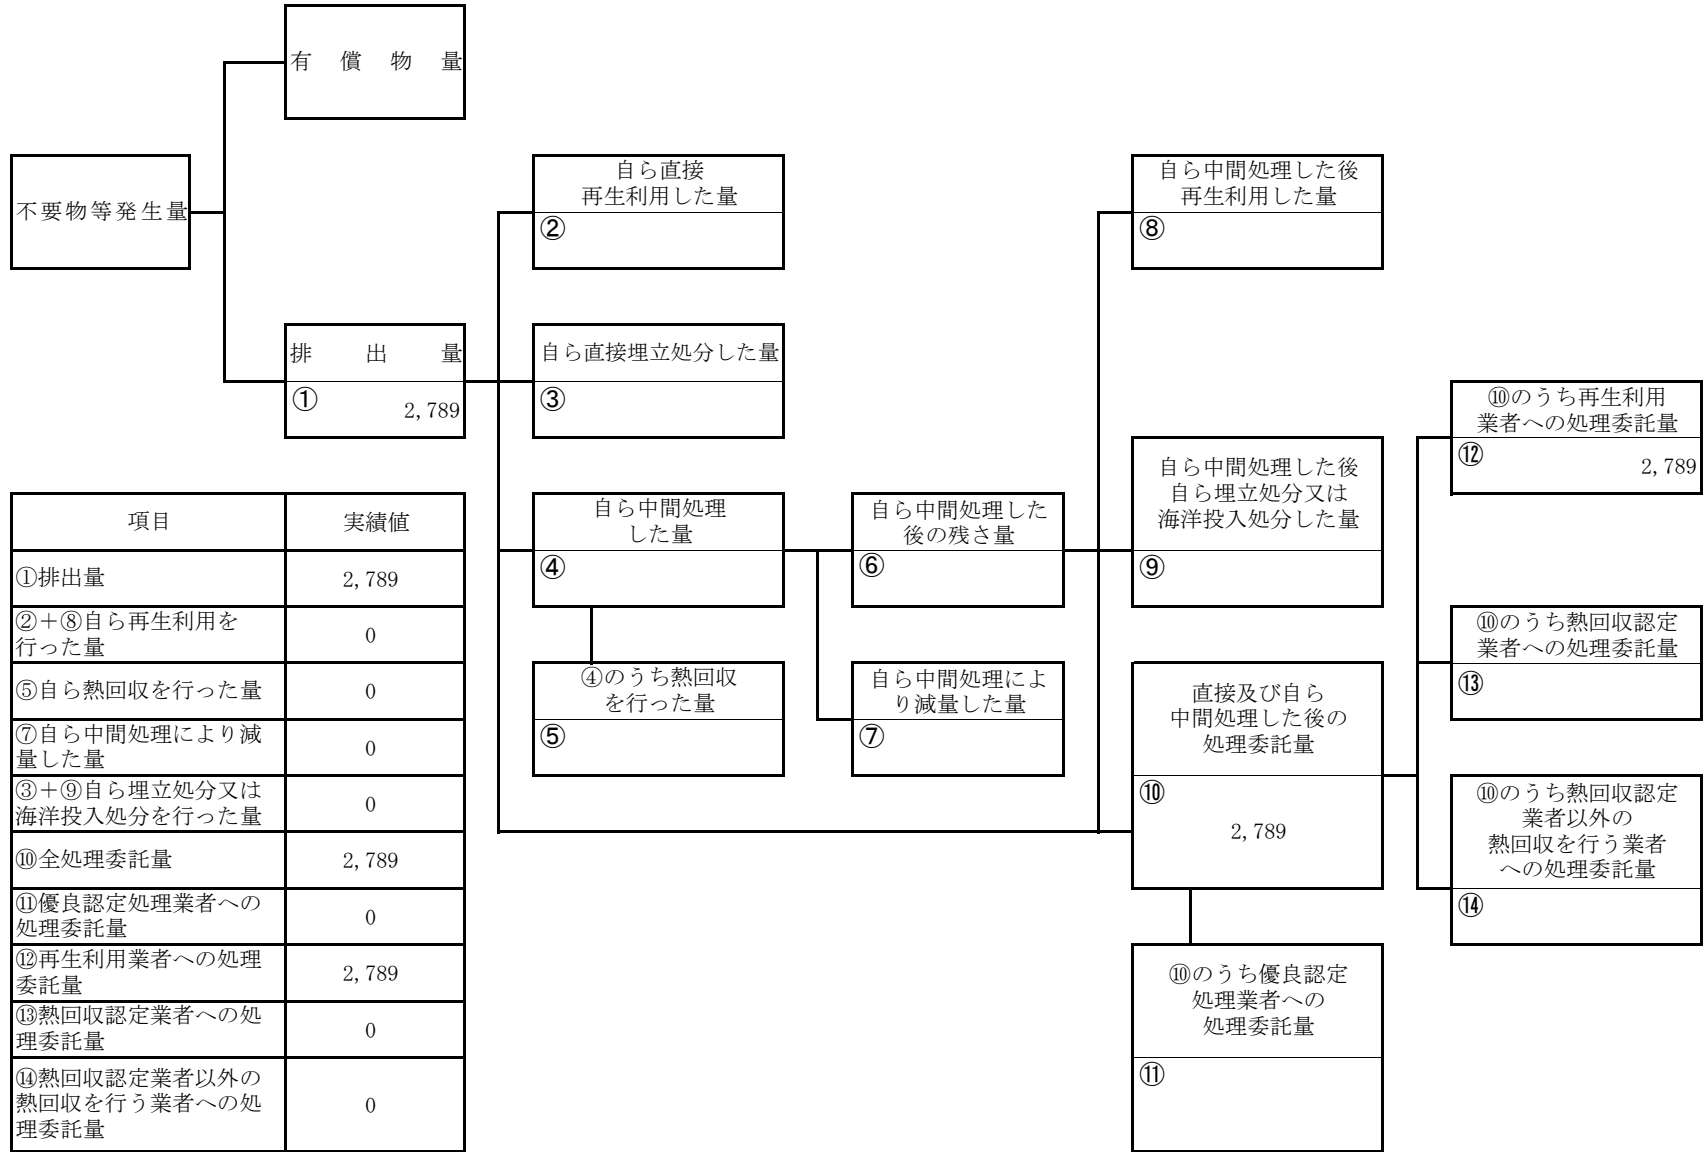 有償物量
不要物等発生量
排出量
①
2,789
自ら直接
再生利用した量
②
自ら直接埋立処分した量
③
自ら中間処理
した量
④
④のうち熱回収
を行った量
⑤
自ら中間処理した
後の残さ量
⑥
自ら中間処理によ
り減量した量
⑦
自ら中間処理した後
再生利用した量
⑧
自ら中間処理した後
自ら埋立処分又は
海洋投入処分した量
⑨
直接及び自ら
中間処理した後の
処理委託量
⑩
2,789
⑩のうち優良認定
処理業者への
処理委託量
⑪
⑩のうち再生利用
業者への処理委託量
⑫
2,789
⑩のうち熱回収認定
業者への処理委託量
⑬
⑩のうち熱回収認定
業者以外の
熱回収を行う業者
への処理委託量
⑭
項目 実績値
①排出量 2,789
②＋⑧自ら再生利用を
行った量
0
⑤自ら熱回収を行った量 0
⑦自ら中間処理により減
量した量
0
③＋⑨自ら埋立処分又は
海洋投入処分を行った量
0
⑩全処理委託量 2,789
⑪優良認定処理業者への
処理委託量
0
⑫再生利用業者への処理
委託量
2,789
⑬熱回収認定業者への処
理委託量
0
⑭熱回収認定業者以外の
熱回収を行う業者への処
理委託量
0